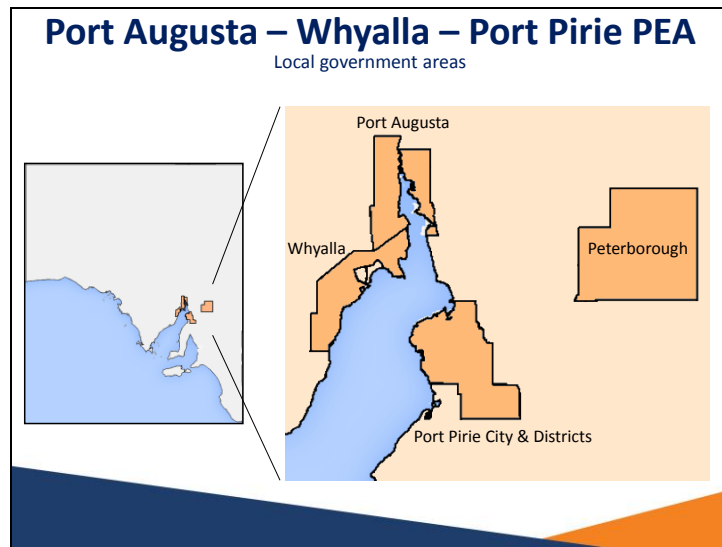 Port Augusta – Whyalla – Port Pirie PEA
Local government areas
Port Augusta
Whyalla
Peterborough
Port Pirie City & Districts